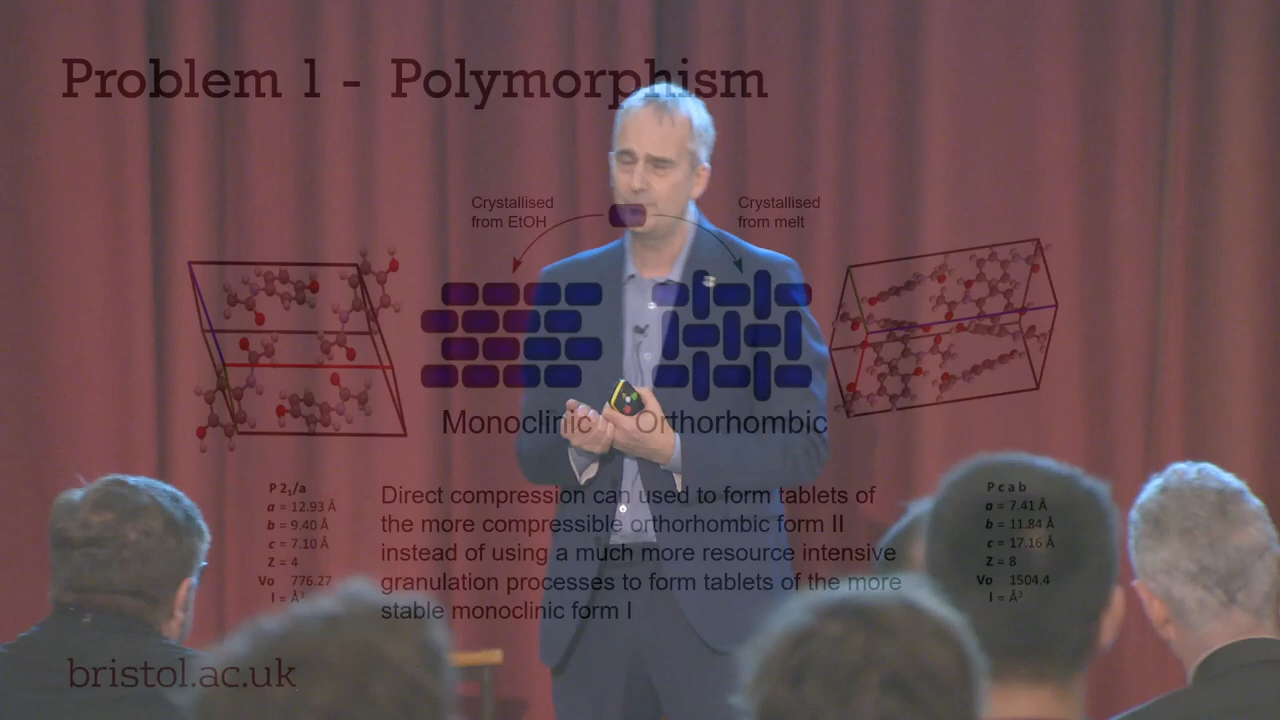 Problem 1 - Polymorphism
Crystallised
from EtOH
Crystallised
from melt
Monoclinic
Orthorhombic
P 2₁/a
a = 12.93 Å
b = 9.40 Å
c = 7.10 Å
Z = 4
Vo 776.27
l = Å³
Direct compression can used to form tablets of
the more compressible orthorhombic form II
instead of using a much more resource intensive
granulation processes to form tablets of the more
stable monoclinic form I
P c a b
a = 7.41 Å
b = 11.84 Å
c = 17.16 Å
Z = 8
Vo 1504.4
l = Å³
bristol.ac.uk